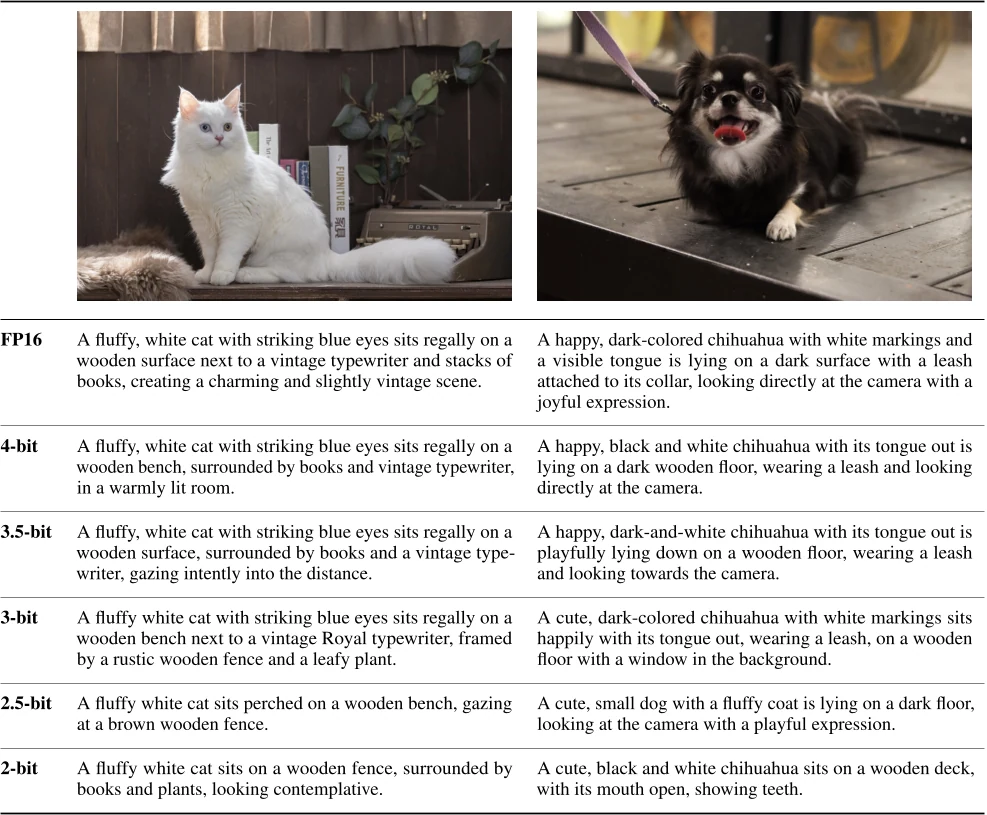 The Art
FURNITURE
ROYAL
FP16
A fluffy, white cat with striking blue eyes sits regally on a
wooden surface next to a vintage typewriter and stacks of
books, creating a charming and slightly vintage scene.
A happy, dark-colored chihuahua with white markings and
a visible tongue is lying on a dark surface with a leash
attached to its collar, looking directly at the camera with a
joyful expression.
4-bit
A fluffy, white cat with striking blue eyes sits regally on a
wooden bench, surrounded by books and vintage typewriter,
in a warmly lit room.
A happy, black and white chihuahua with its tongue out is
lying on a dark wooden floor, wearing a leash and looking
directly at the camera.
3.5-bit
A fluffy, white cat with striking blue eyes sits regally on a
wooden surface, surrounded by books and a vintage type-
writer, gazing intently into the distance.
A happy, dark-and-white chihuahua with its tongue out is
playfully lying down on a wooden floor, wearing a leash
and looking towards the camera.
3-bit
A fluffy white cat with striking blue eyes sits regally on a
wooden bench next to a vintage Royal typewriter, framed
by a rustic wooden fence and a leafy plant.
A cute, dark-colored chihuahua with white markings sits
happily with its tongue out, wearing a leash, on a wooden
floor with a window in the background.
2.5-bit
A fluffy white cat sits perched on a wooden bench, gazing
at a brown wooden fence.
A cute, small dog with a fluffy coat is lying on a dark floor,
looking at the camera with a playful expression.
2-bit
A fluffy white cat sits on a wooden fence, surrounded by
books and plants, looking contemplative.
A cute, black and white chihuahua sits on a wooden deck,
with its mouth open, showing teeth.